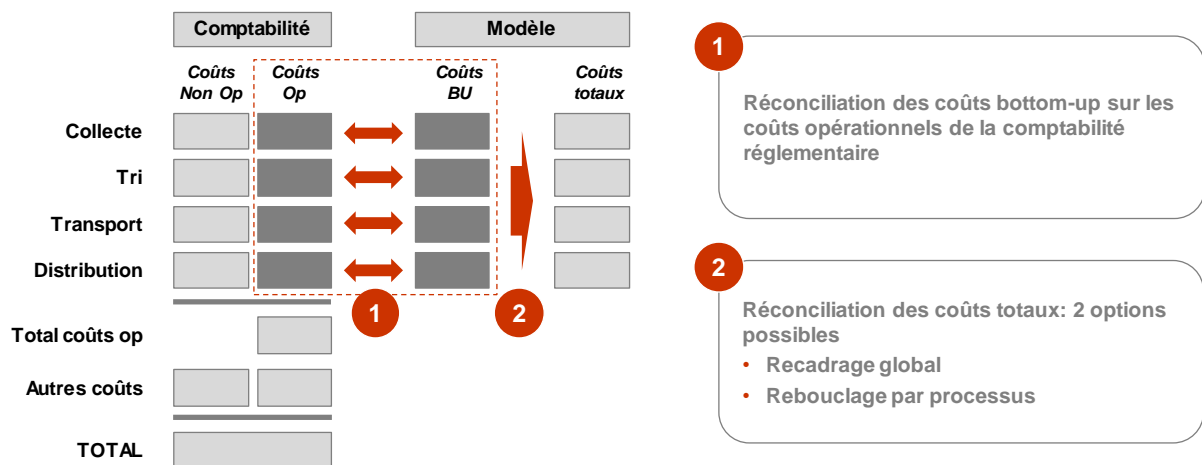 Comptabilité
Modèle
Coûts Non Op
Coûts Op
Coûts BU
Coûts totaux
Collecte
Tri
Transport
Distribution
1
2
Total coûts op
Autres coûts
TOTAL
1
Réconciliation des coûts bottom-up sur les
coûts opérationnels de la comptabilité
réglementaire
2
Réconciliation des coûts totaux: 2 options
possibles
• Recadrage global
• Rebouclage par processus